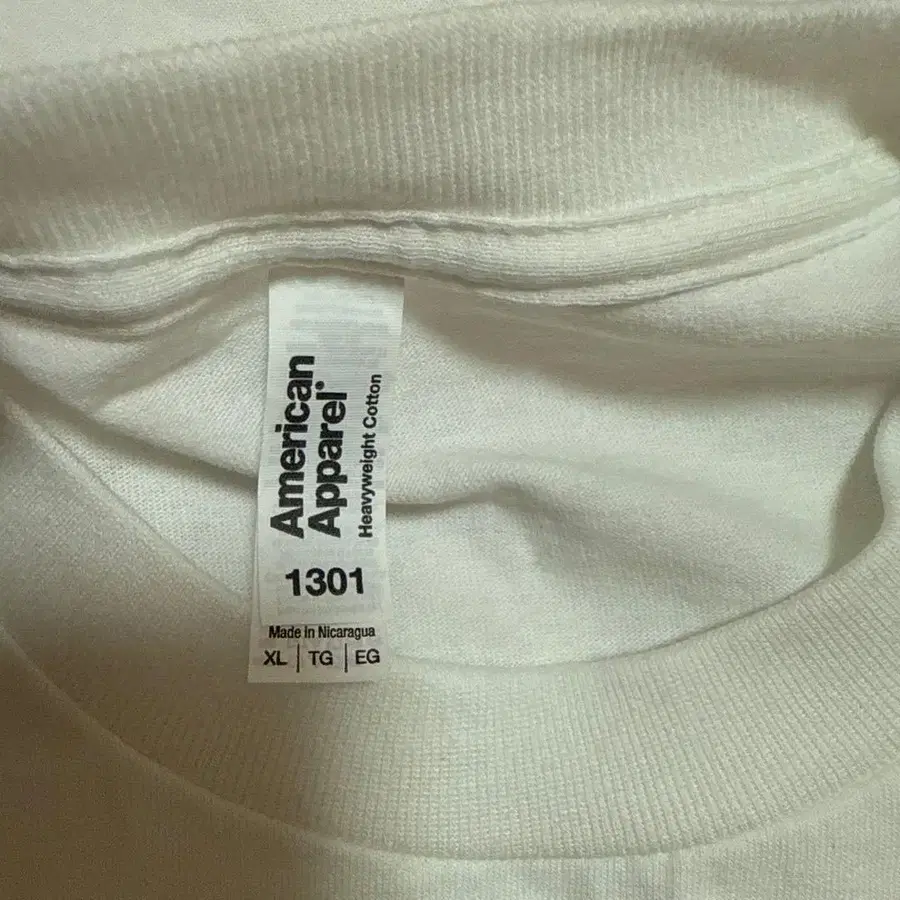 American
Apparel®
Heavyweight Cotton
1301
Made in Nicaragua
XL | TG | EG